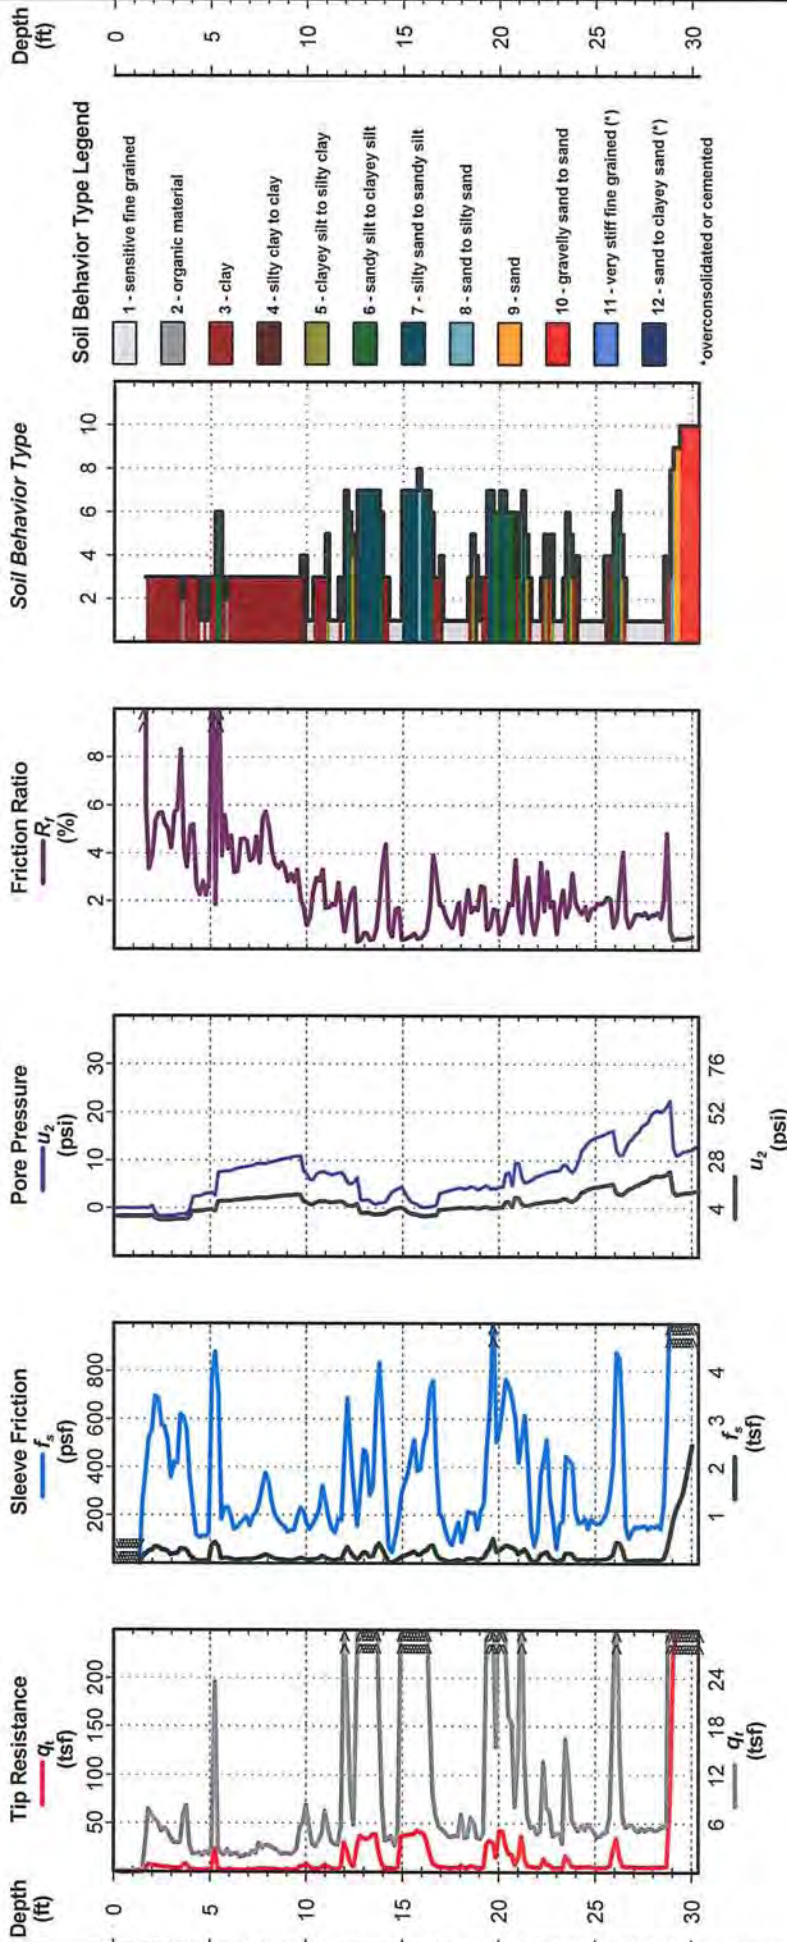 Depth
(ft)
0
5
10
15
20
25
30
Tip Resistance
qt
(tsf)
50
100
150
200
6
12
18
24
qt
(tsf)
Sleeve Friction
fs
(psf)
200
400
600
800
1
2
3
4
fs
(tsf)
Pore Pressure
u2
(psi)
0
10
20
30
4
28
52
76
u2
(psi)
Friction Ratio
Rf
(%)
2
4
6
8
Soil Behavior Type
2
4
6
8
10
Soil Behavior Type Legend
1 - sensitive fine grained
2 - organic material
3 - clay
4 - silty clay to clay
5 - clayey silt to silty clay
6 - sandy silt to clayey silt
7 - silty sand to sandy silt
8 - sand to silty sand
9 - sand
10 - gravelly sand to sand
11 - very stiff fine grained (*)
12 - sand to clayey sand (*)
*overconsolidated or cemented
Depth
(ft)
0
5
10
15
20
25
30